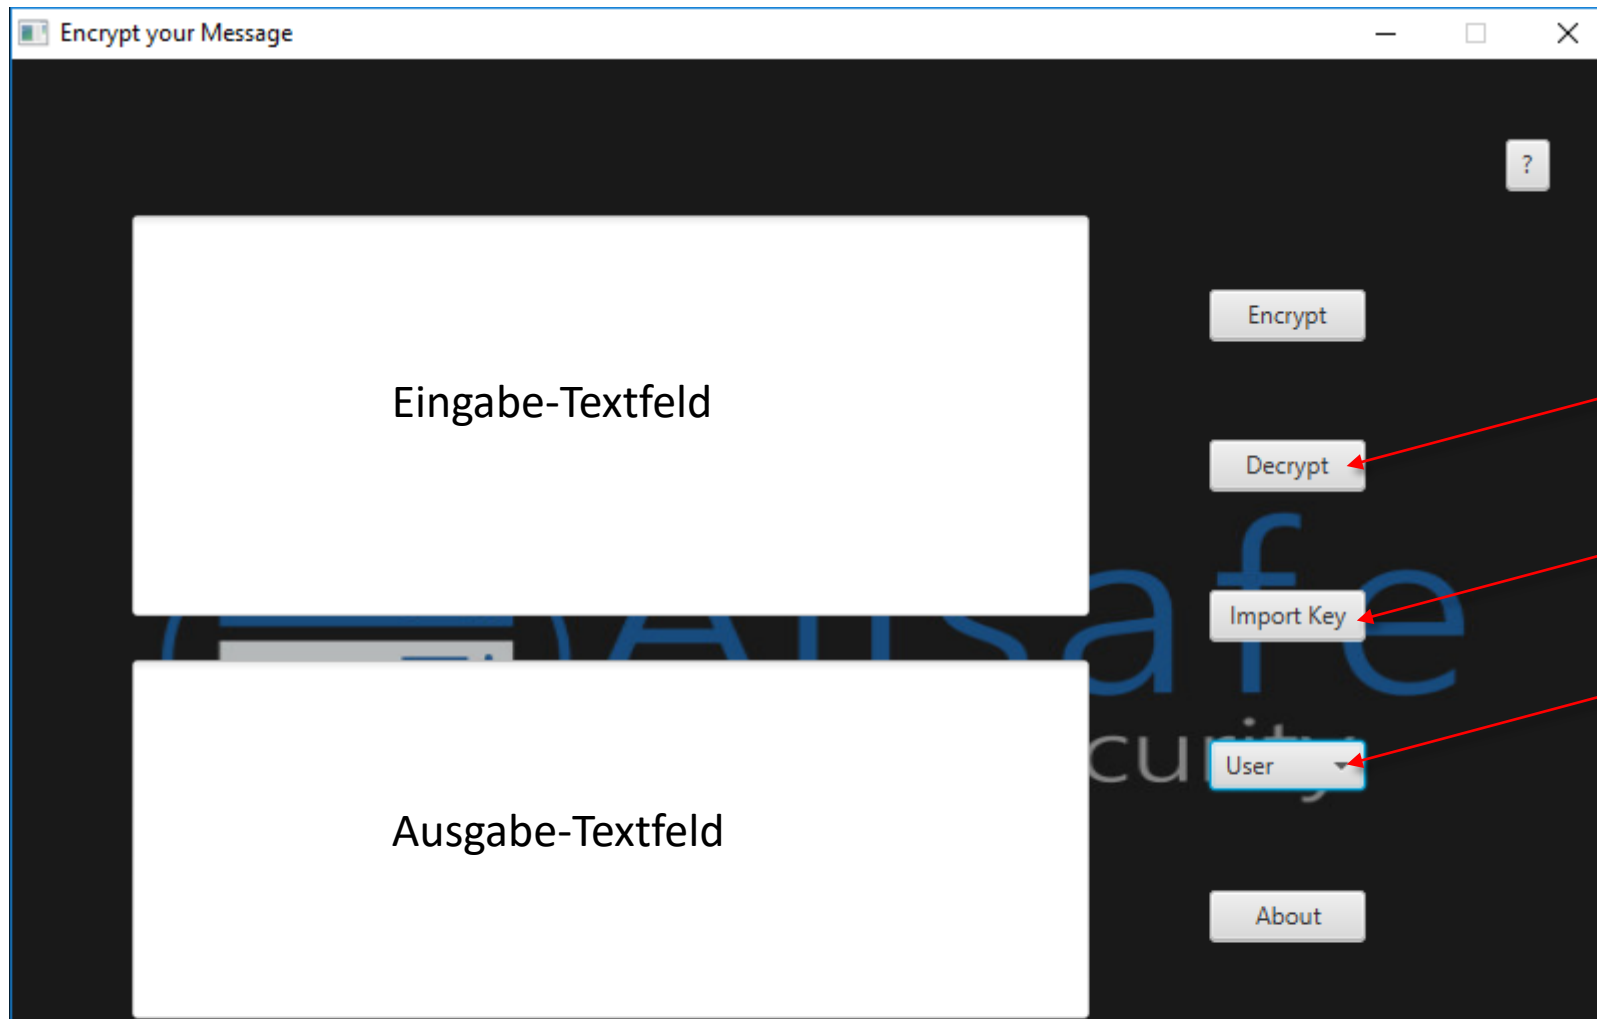 Encrypt your Message
?
Eingabe-Textfeld
Encrypt
Decrypt
Import Key
User
Ausgabe-Textfeld
About